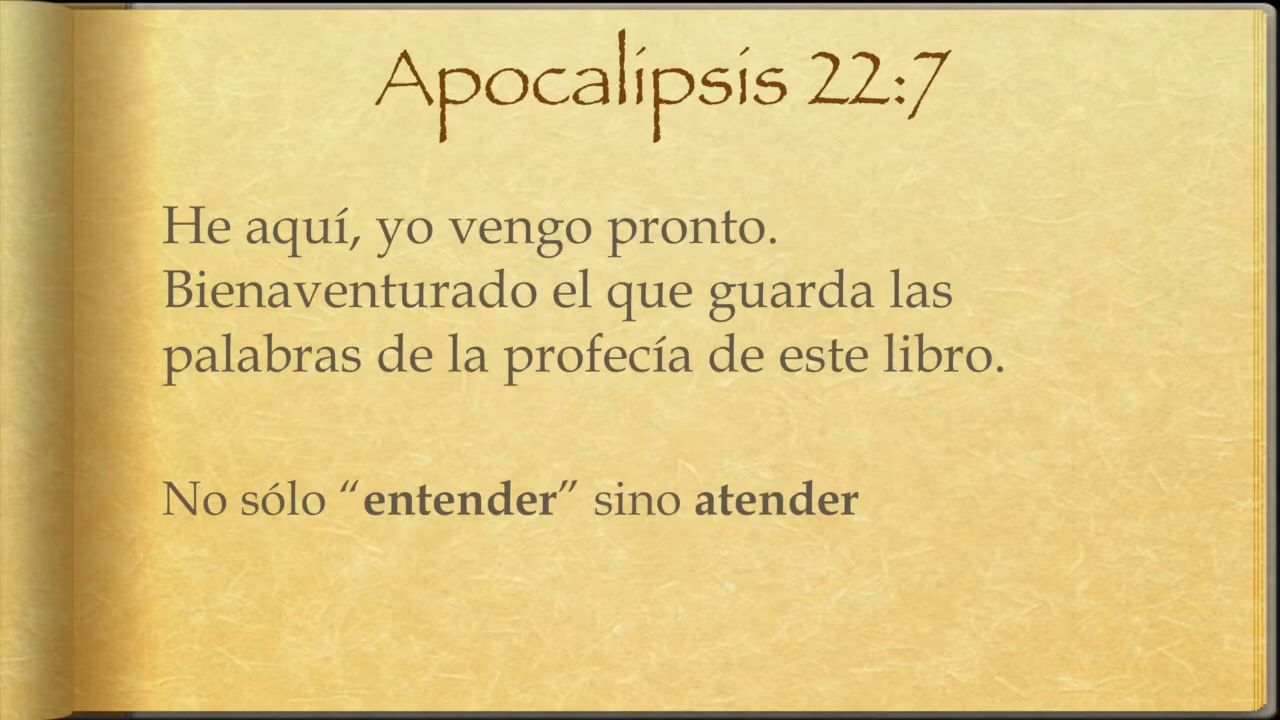 Apocalipsis 22:7
He aquí, yo vengo pronto.
Bienaventurado el que guarda las
palabras de la profecía de este libro.
No sólo “entender” sino atender